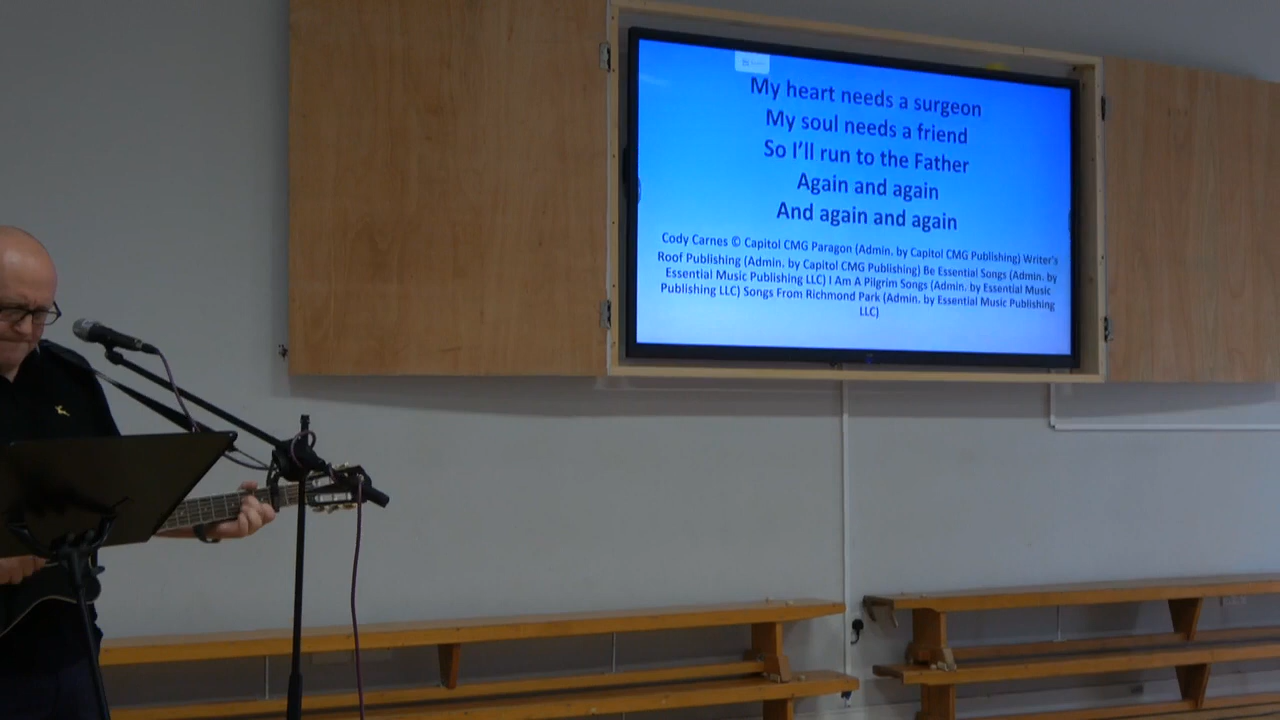 My heart needs a surgeon
My soul needs a friend
So I'll run to the Father
Again and again
And again and again
Cody Carnes © Capitol CMG Paragon (Admin. by Capitol CMG Publishing) Writer's
Roof Publishing (Admin. by Capitol CMG Publishing) Be Essential Songs (Admin. by
Essential Music Publishing LLC) I Am A Pilgrim Songs (Admin. by Essential Music
Publishing LLC) Songs From Richmond Park (Admin. by Essential Music Publishing
LLC)